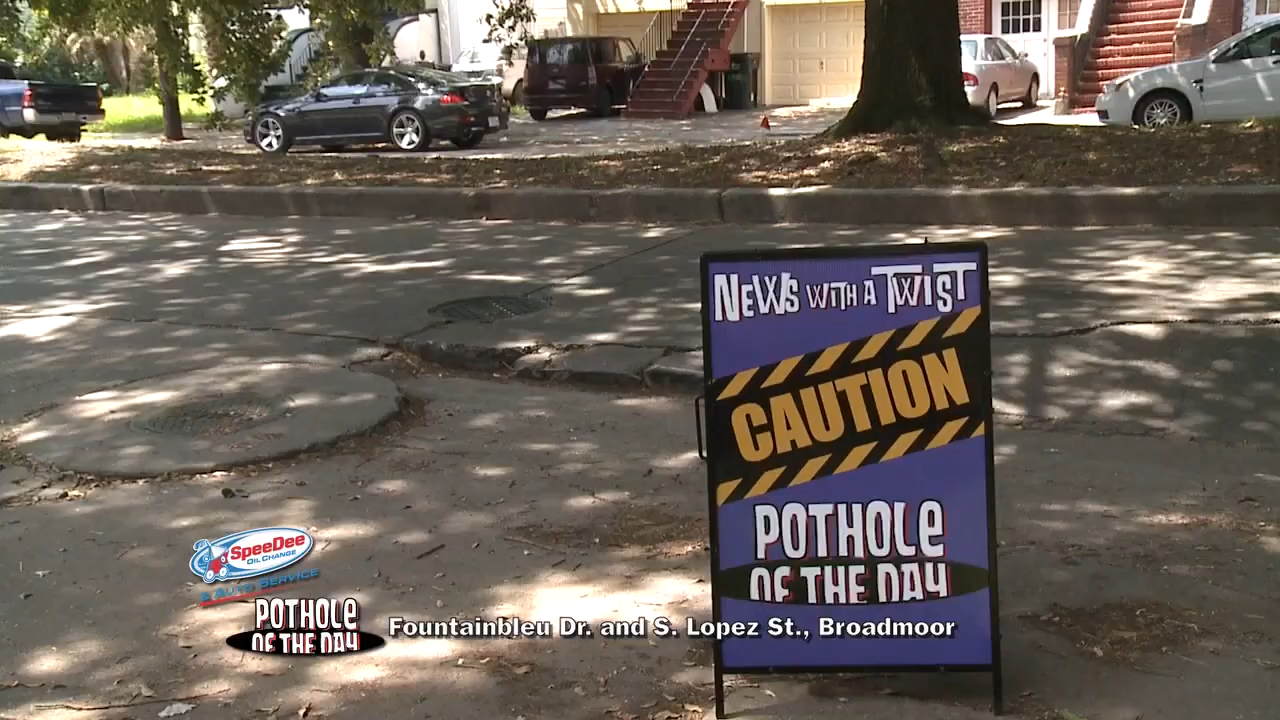 NEWS WITH A TWIST
CAUTION
POTHOLE
OF THE DAY
SpeeDee
OIL CHANGE
& AUTO SERVICE
POTHOLE
OF THE DAY
Fountainbleu Dr. and S. Lopez St., Broadmoor